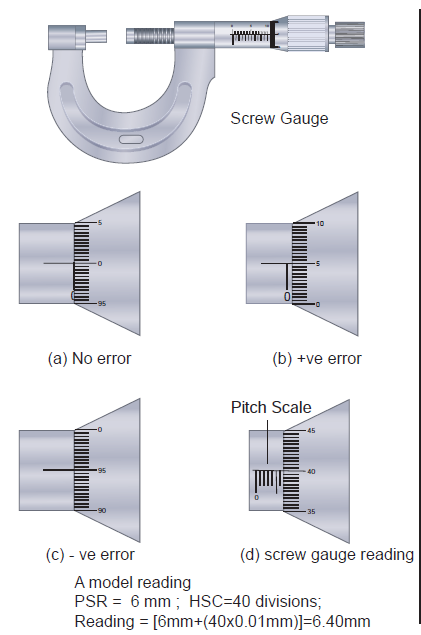 Screw Gauge
5
0
0
95
10
5
0
0
(a) No error
(b) +ve error
Pitch Scale
0
95
90
45
40
35
0
(c) - ve error
(d) screw gauge reading
A model reading
PSR = 6 mm ; HSC=40 divisions;
Reading = [6mm+(40x0.01mm)]=6.40mm